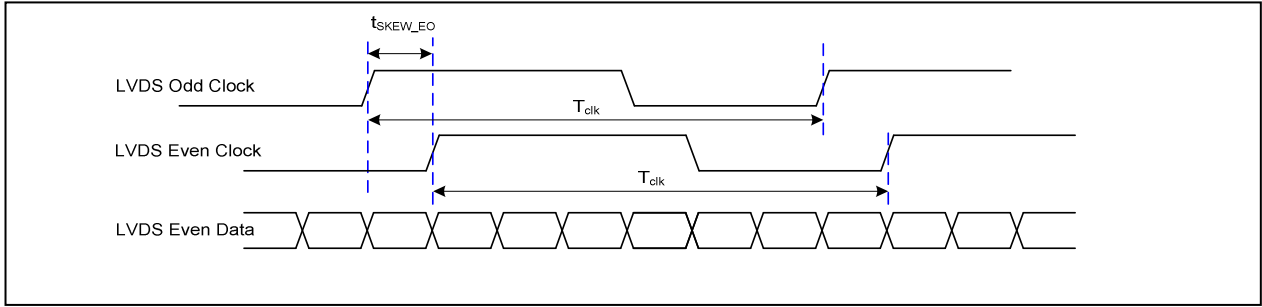 tSKEW_EO
LVDS Odd Clock
Tclk
LVDS Even Clock
Tclk
LVDS Even Data